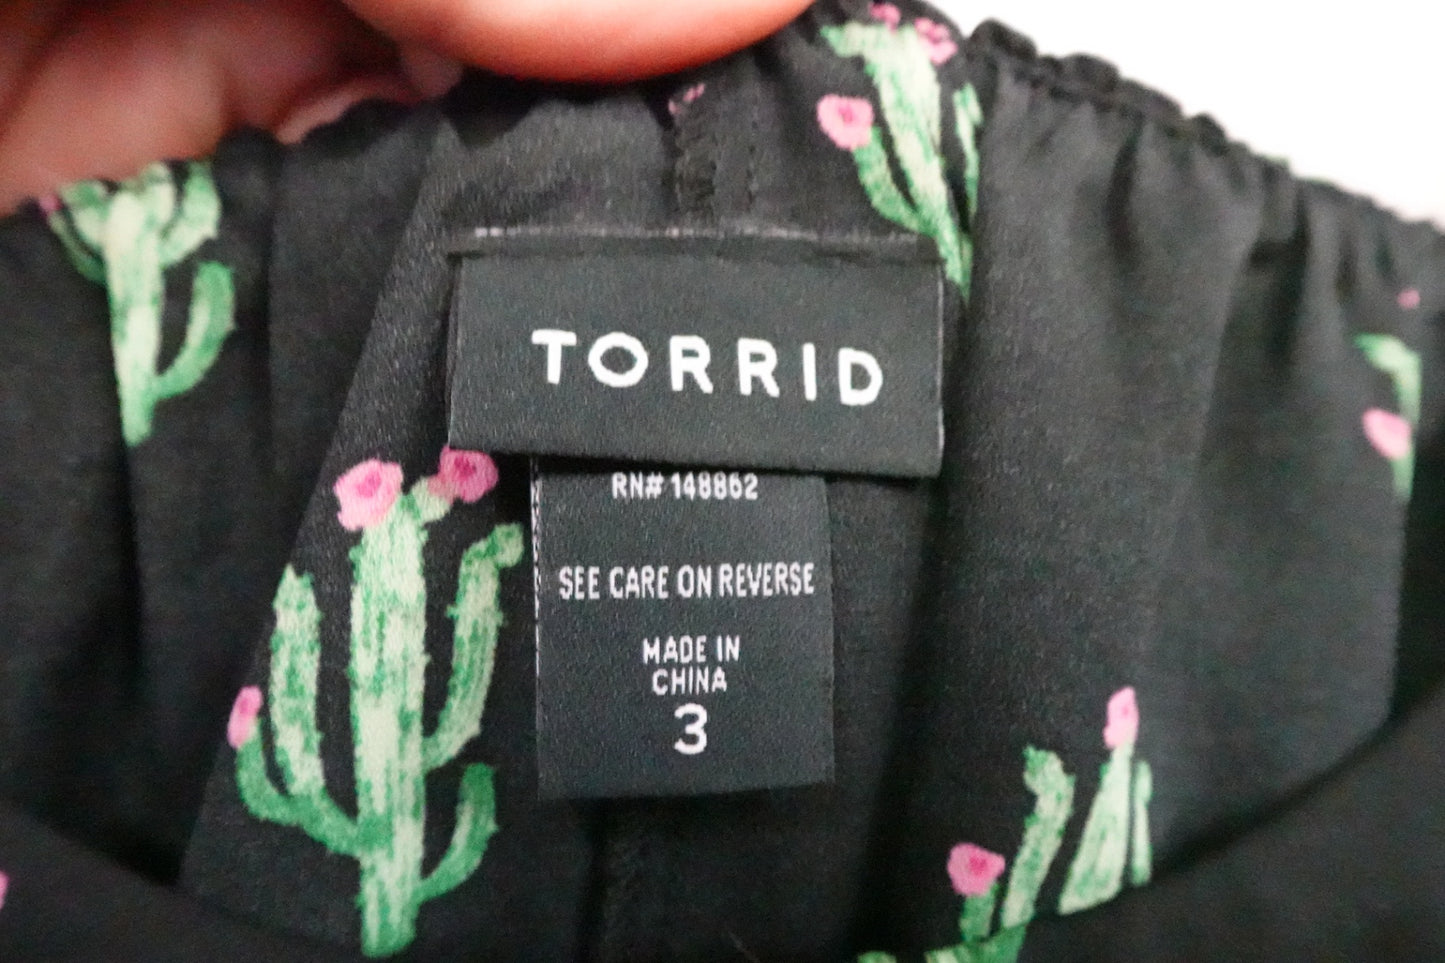 TORRID
RN# 148862
SEE CARE ON REVERSE
MADE IN
CHINA
3